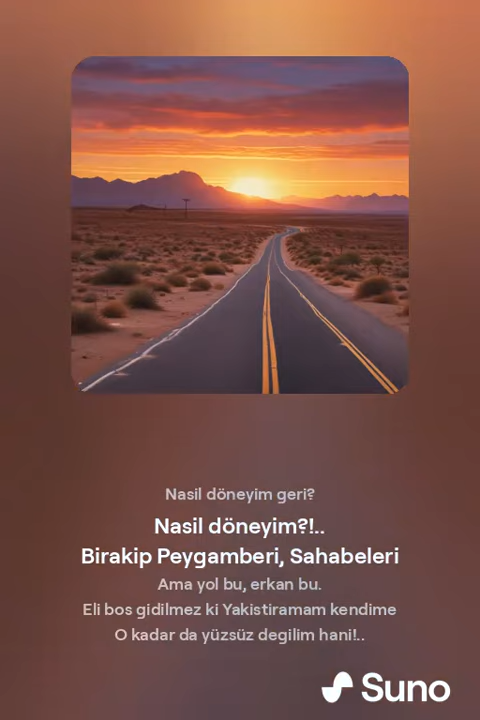 Nasil döneyim geri?
Nasil döneyim?!..
Birakip Peygamberi, Sahabeleri
Ama yol bu, erkan bu.
Eli bos gidilmez ki Yakistiramam kendime
O kadar da yüzsüz degilim hani!..
Suno